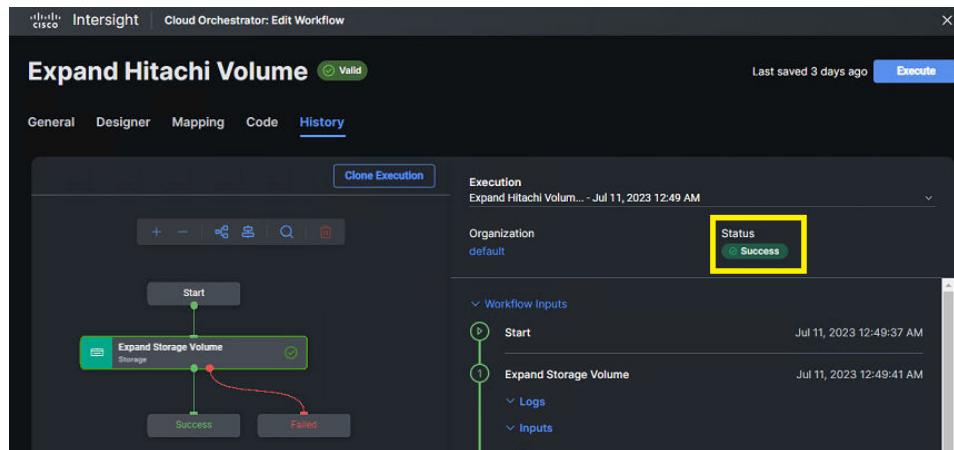 cisco Intersight Cloud Orchestrator: Edit Workflow
Expand Hitachi Volume Valid
Last saved 3 days ago Execute
General Designer Mapping Code History
Clone Execution
Execution
Expand Hitachi Volum... - Jul 11, 2023 12:49 AM
Organization Status
default Success
Start
Expand Storage Volume
Storage
Success Failed
Workflow Inputs
Start Jul 11, 2023 12:49:37 AM
1 Expand Storage Volume Jul 11, 2023 12:49:41 AM
Logs
Inputs